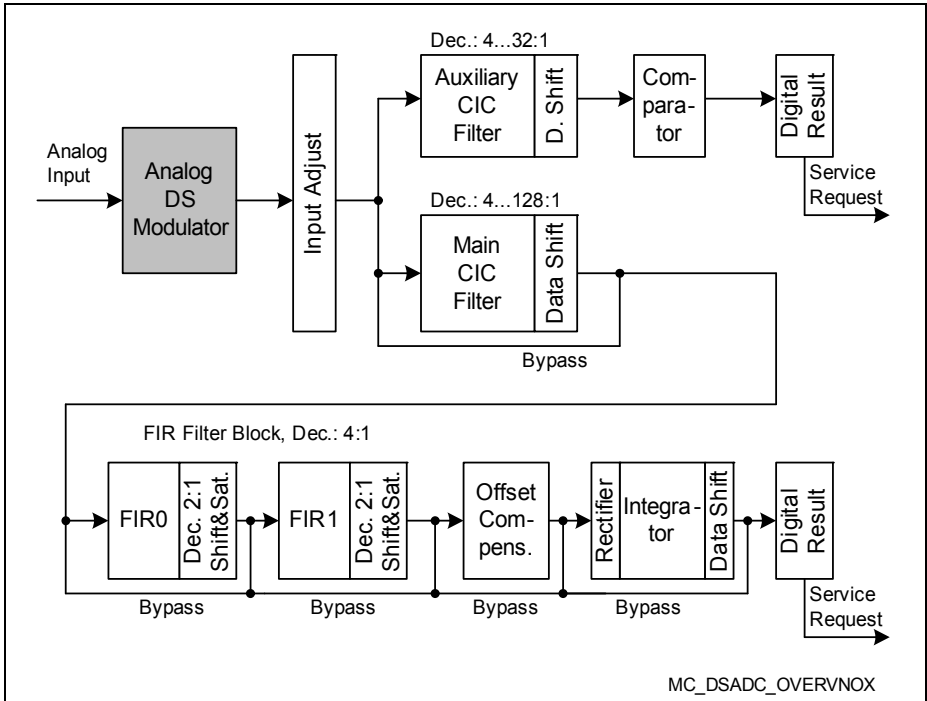 Dec.: 4...32:1
Auxiliary
CIC
Filter
D. Shift
Com-
para-
tor
Digital
Result
Service
Request
Analog
Input
Analog
DS
Modulator
Input Adjust
Dec.: 4...128:1
Main
CIC
Filter
Data Shift
Bypass
FIR Filter Block, Dec.: 4:1
FIR0
Dec. 2:1
Shift&Sat.
FIR1
Dec. 2:1
Shift&Sat.
Offset
Com-
pens.
Rectifier
Integra-
tor
Data Shift
Digital
Result
Bypass
Bypass
Bypass
Bypass
Service
Request
MC_DSADC_OVERVNOX